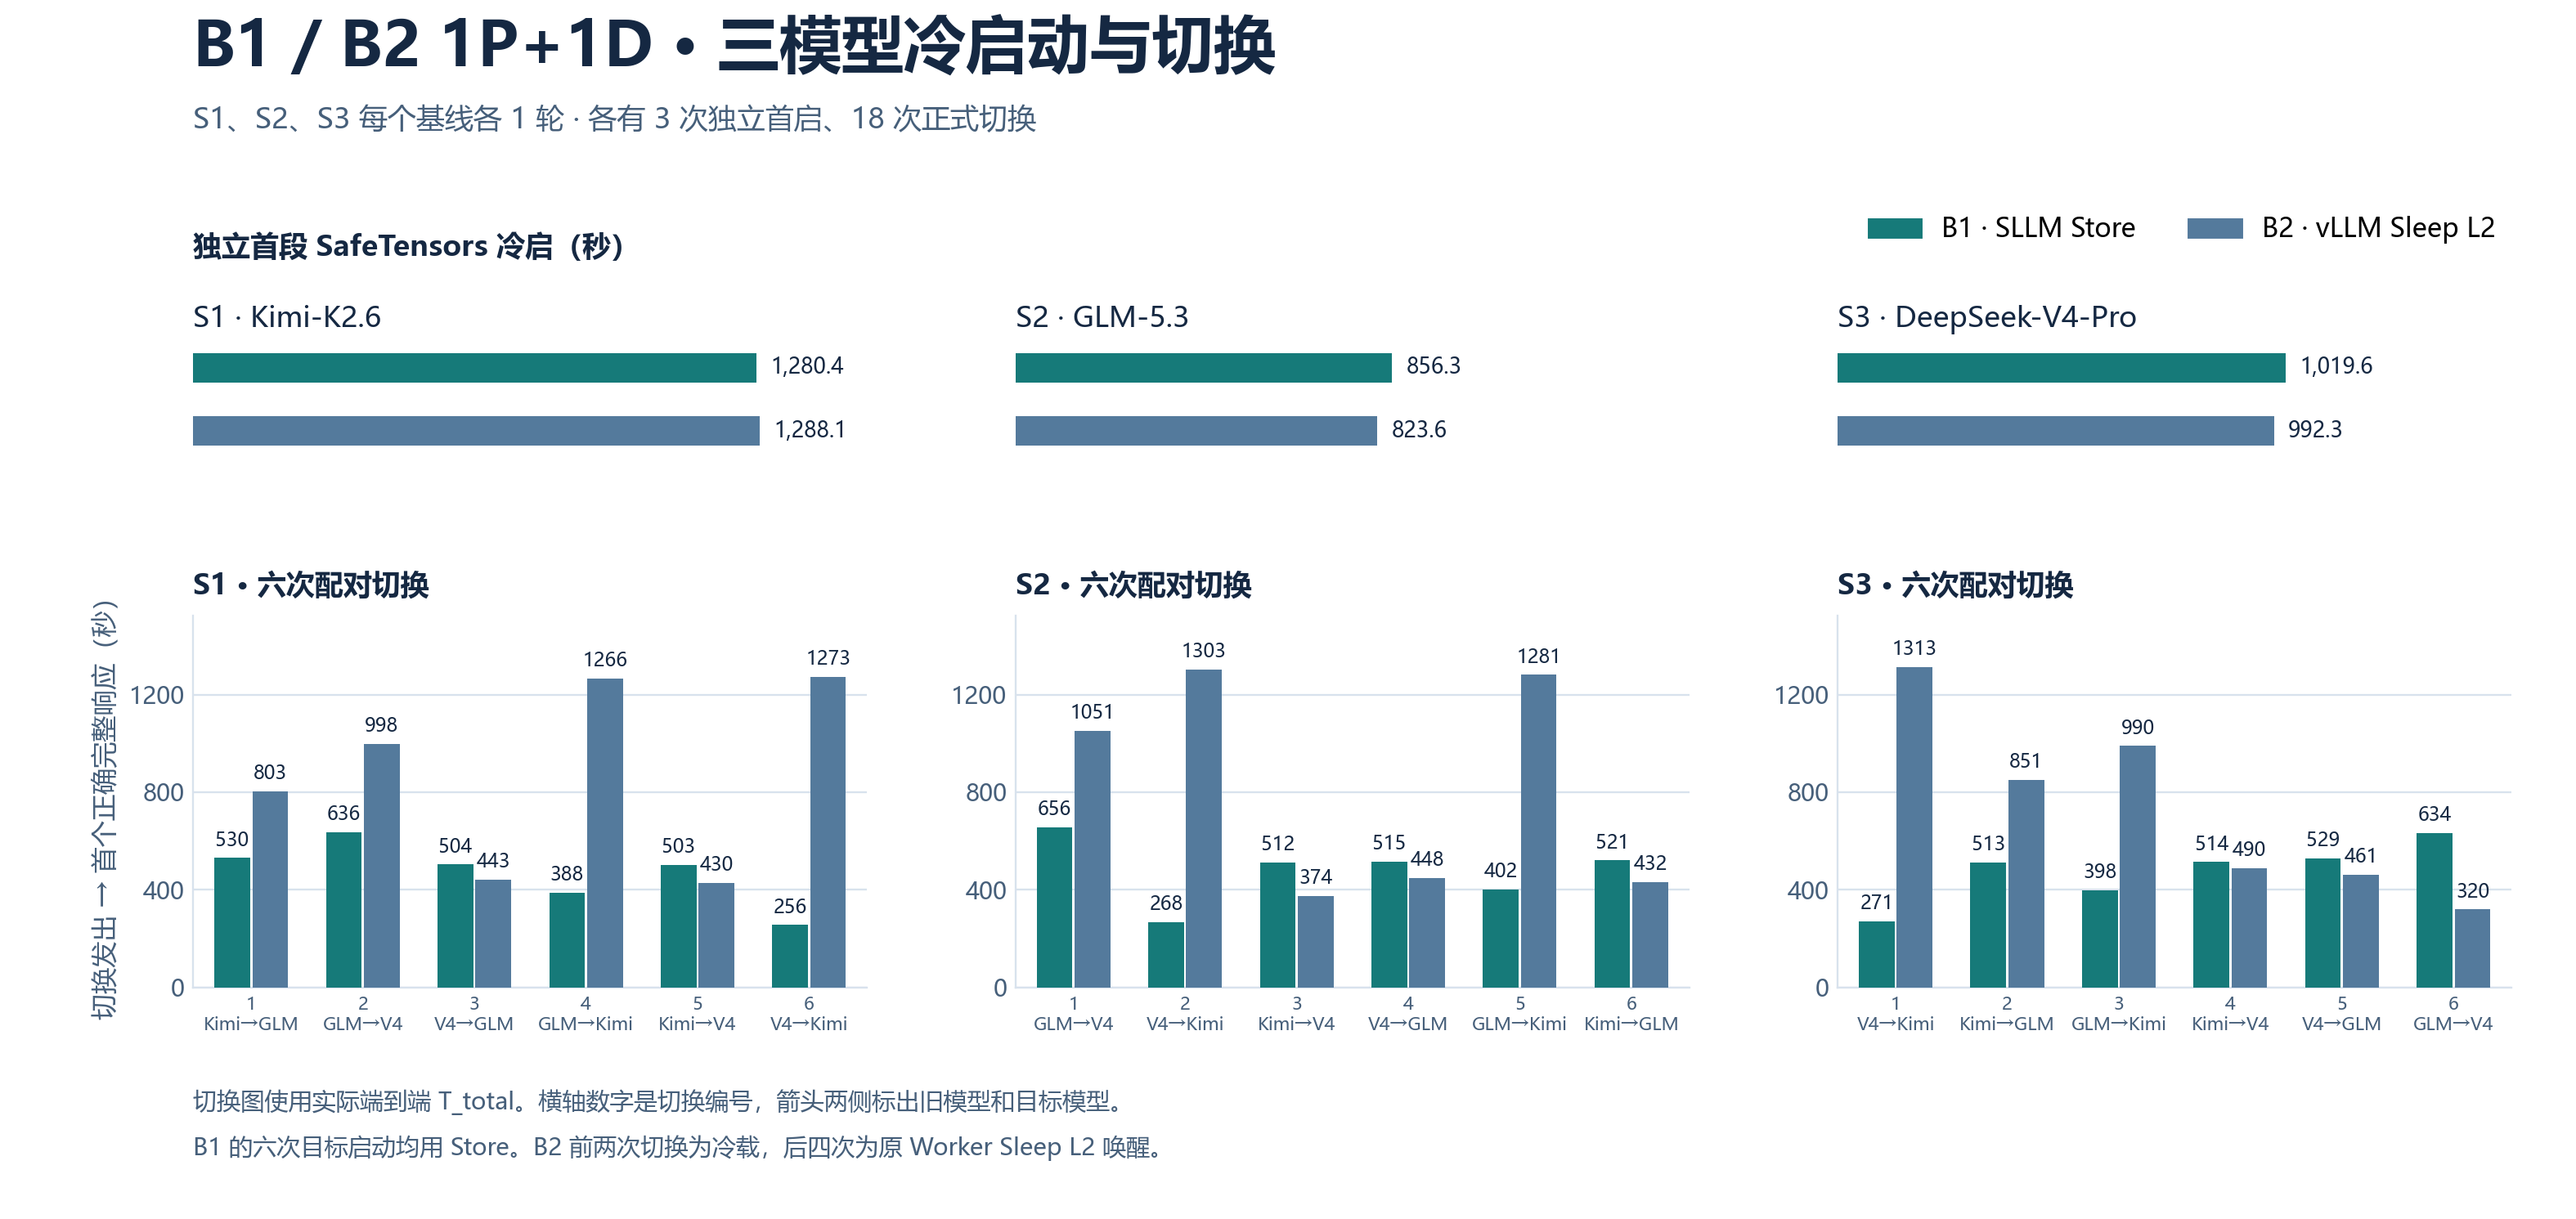 B1 / B2 1P+1D • 三模型冷启动与切换
S1、S2、S3 每个基线各 1 轮 · 各有 3 次独立首启、18 次正式切换
B1 · SLLM Store
B2 · vLLM Sleep L2
独立首段 SafeTensors 冷启（秒）
S1 · Kimi-K2.6
1,280.4
1,288.1
S2 · GLM-5.3
856.3
823.6
S3 · DeepSeek-V4-Pro
1,019.6
992.3
切换发出 → 首个正确完整响应（秒）
S1 • 六次配对切换
1200
800
400
0
530
803
636
998
504
443
388
1266
503
430
256
1273
1
Kimi→GLM
2
GLM→V4
3
V4→GLM
4
GLM→Kimi
5
Kimi→V4
6
V4→Kimi
S2 • 六次配对切换
1200
800
400
0
656
1051
268
1303
512
374
515
448
402
1281
521
432
1
GLM→V4
2
V4→Kimi
3
Kimi→V4
4
V4→GLM
5
GLM→Kimi
6
Kimi→GLM
S3 • 六次配对切换
1200
800
400
0
271
1313
513
851
398
990
514
490
529
461
634
320
1
V4→Kimi
2
Kimi→GLM
3
GLM→Kimi
4
Kimi→V4
5
V4→GLM
6
GLM→V4
切换图使用实际端到端 T_total。横轴数字是切换编号，箭头两侧标出旧模型和目标模型。
B1 的六次目标启动均用 Store。B2 前两次切换为冷载，后四次为原 Worker Sleep L2 唤醒。